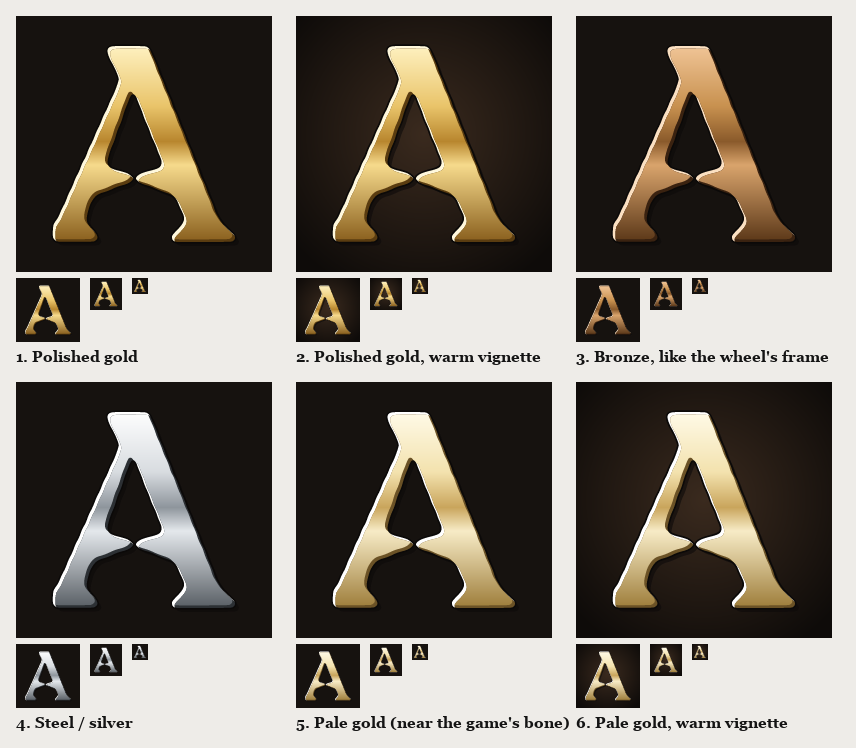 A
A
A
A A A
A A A
A A A
1. Polished gold
2. Polished gold, warm vignette
3. Bronze, like the wheel's frame
A
A
A
A A A
A A A
A A A
4. Steel / silver
5. Pale gold (near the game's bone)
6. Pale gold, warm vignette